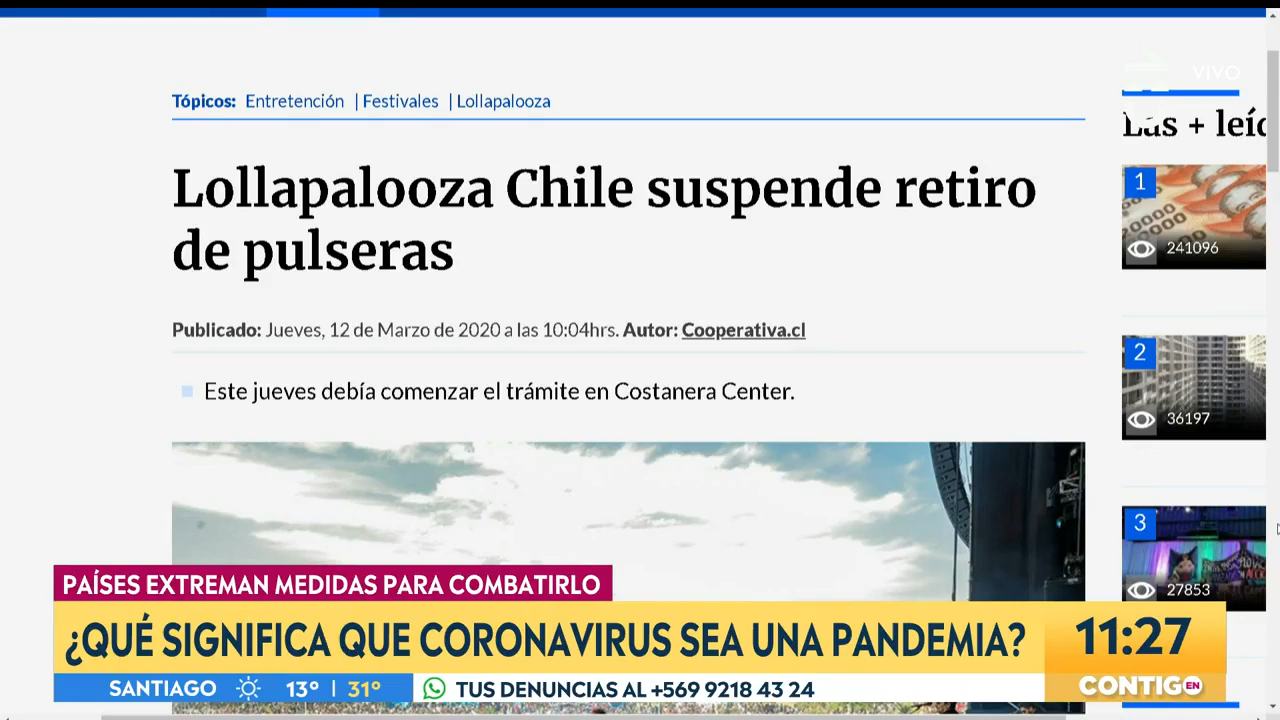 VIVO
Tópicos: Entretención | Festivales | Lollapalooza
Lollapalooza Chile suspende retiro
de pulseras
Publicado: Jueves, 12 de Marzo de 2020 a las 10:04hrs. Autor: Cooperativa.cl
Este jueves debía comenzar el trámite en Costanera Center.
Las + leíd
1
20000
0000
241096
2
36197
3
27853
PAÍSES EXTREMAN MEDIDAS PARA COMBATIRLO
¿QUÉ SIGNIFICA QUE CORONAVIRUS SEA UNA PANDEMIA?
11:27
SANTIAGO 13° | 31°
TUS DENUNCIAS AL +569 9218 43 24
CONTIGO EN